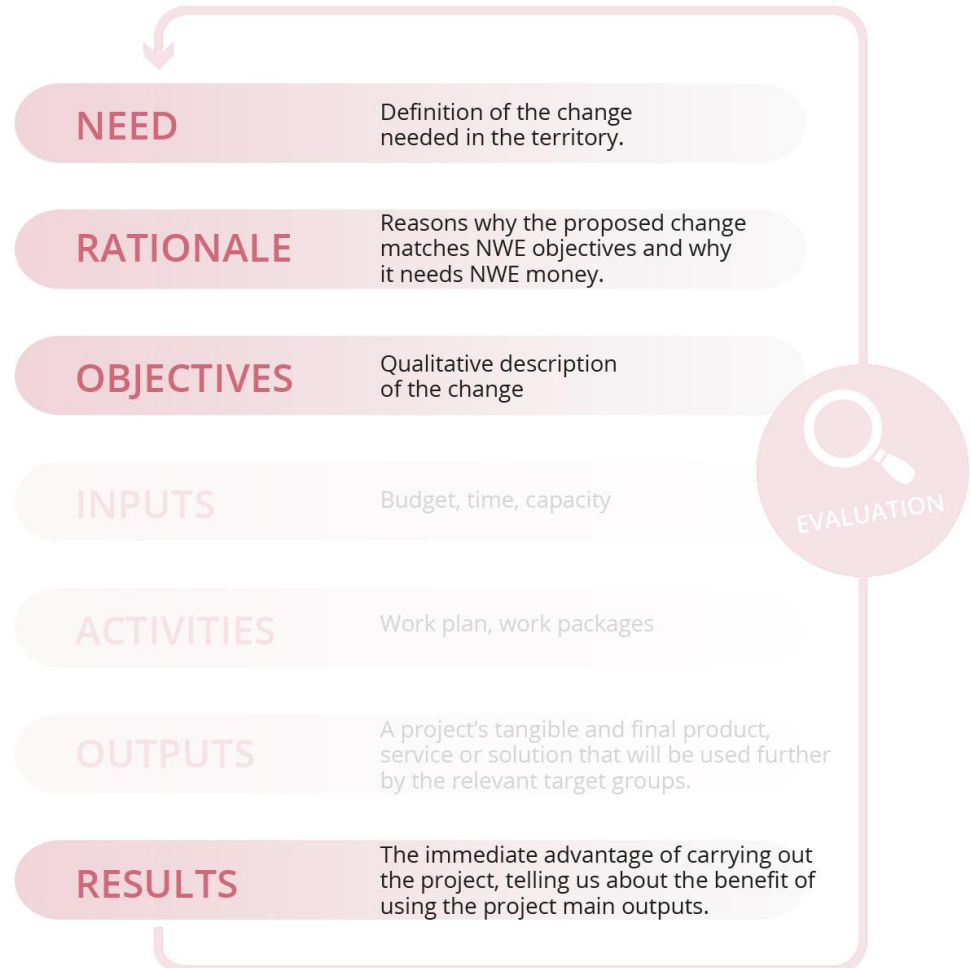 NEED
Definition of the change
needed in the territory.
RATIONALE
Reasons why the proposed change
matches NWE objectives and why
it needs NWE money.
OBJECTIVES
Qualitative description
of the change
INPUTS
Budget, time, capacity
EVALUATION
ACTIVITIES
Work plan, work packages
OUTPUTS
A project’s tangible and final product,
service or solution that will be used further
by the relevant target groups.
RESULTS
The immediate advantage of carrying out
the project, telling us about the benefit of
using the project main outputs.